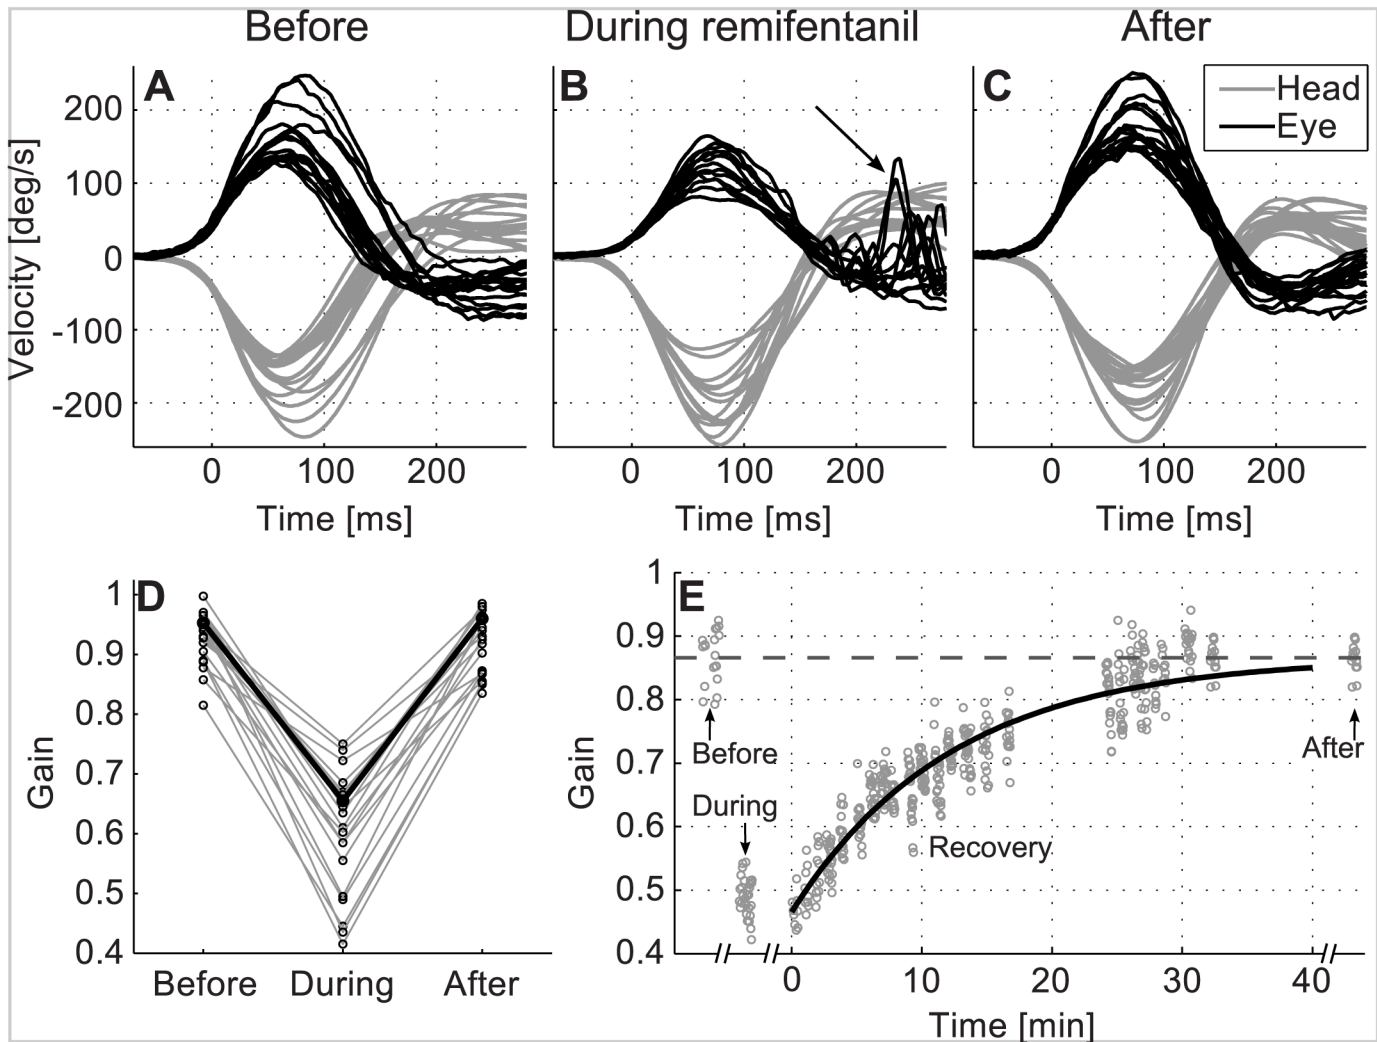 Before During remifentanil After
A B C
Head
Eye
Velocity [deg/s]
200
100
0
-100
-200
0 100 200 0 100 200 0 100 200
Time [ms] Time [ms] Time [ms]
D
Gain
1
0.9
0.8
0.7
0.6
0.5
0.4
Before During After
E
Gain
1
0.9
0.8
0.7
0.6
0.5
0.4
Before
During
Recovery
After
0 10 20 30 40
Time [min]